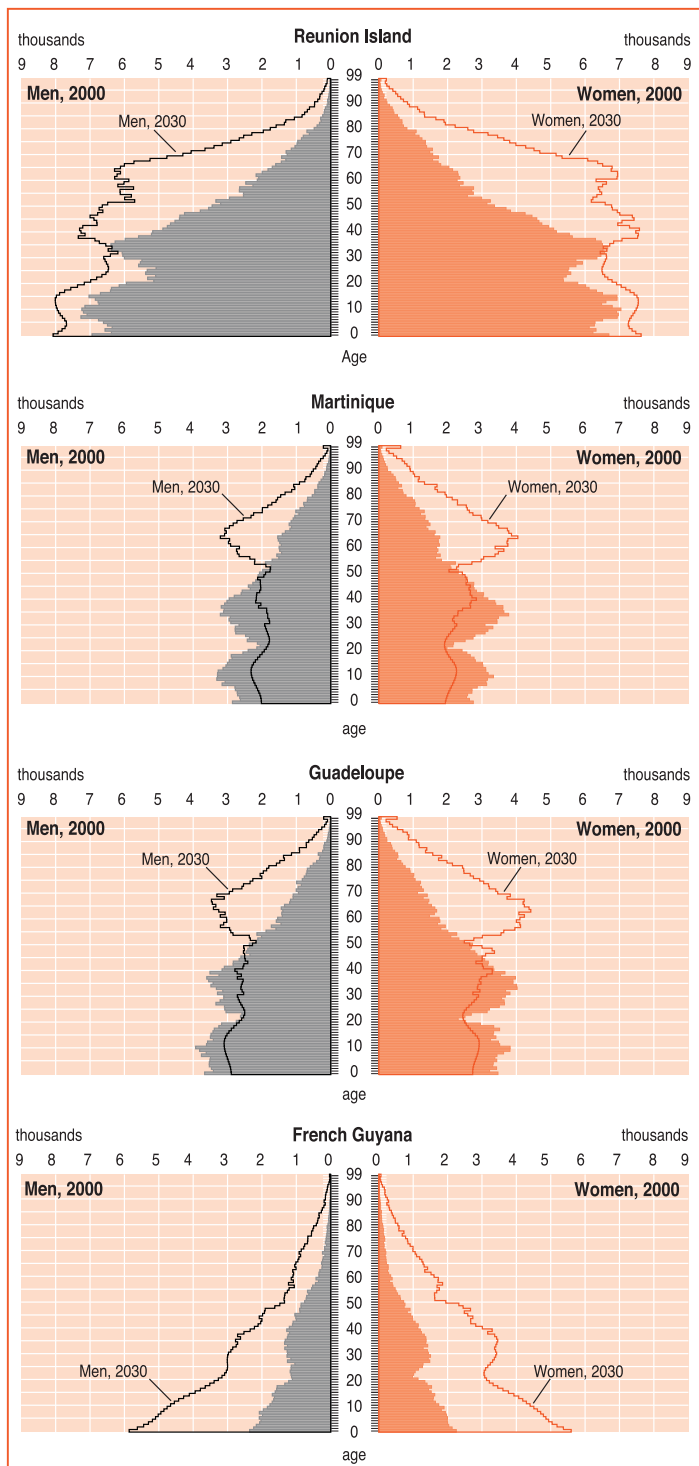 Reunion Island
thousands thousands
9 8 7 6 5 4 3 2 1 0 99 0 1 2 3 4 5 6 7 8 9
Men, 2000 Women, 2000
90
Men, 2030 Women, 2030
80
70
60
50
40
30
20
10
0
Age
Martinique
thousands thousands
9 8 7 6 5 4 3 2 1 0 99 0 1 2 3 4 5 6 7 8 9
Men, 2000 Women, 2000
90
Men, 2030 Women, 2030
80
70
60
50
40
30
20
10
0
age
Guadeloupe
thousands thousands
9 8 7 6 5 4 3 2 1 0 99 0 1 2 3 4 5 6 7 8 9
Men, 2000 Women, 2000
90
Men, 2030 Women, 2030
80
70
60
50
40
30
20
10
0
age
French Guyana
thousands thousands
9 8 7 6 5 4 3 2 1 0 99 0 1 2 3 4 5 6 7 8 9
Men, 2000 Women, 2000
90
80
70
60
50
40
30
20
Men, 2030 Women, 2030
10
0
age